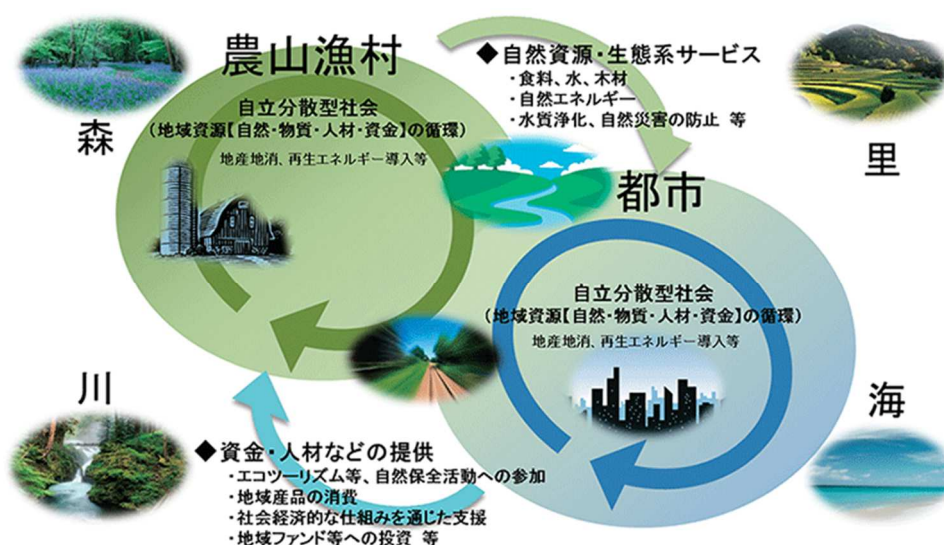 農山漁村
森
自立分散型社会
(地域資源【自然・物質・人材・資金】の循環)
地産地消、再生エネルギー導入等
◆自然資源・生態系サービス
・食料、水、木材
・自然エネルギー
・水質浄化、自然災害の防止 等
里
都市
自立分散型社会
(地域資源【自然・物質・人材・資金】の循環)
地産地消、再生エネルギー導入等
川
海
◆資金・人材などの提供
・エコツーリズム等、自然保全活動への参加
・地域産品の消費
・社会経済的な仕組みを通じた支援
・地域ファンド等への投資 等